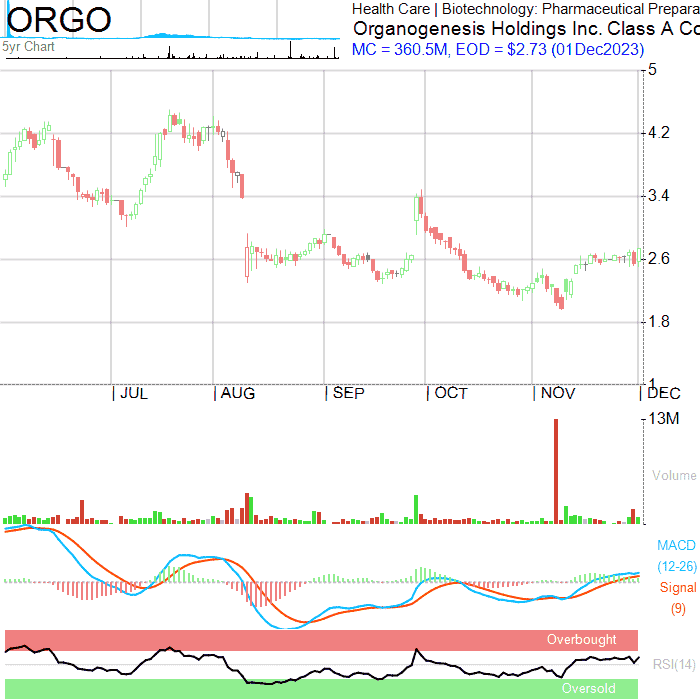 ORGO
5yr Chart
Health Care | Biotechnology: Pharmaceutical Prepara
Organogenesis Holdings Inc. Class A Co
MC = 360.5M, EOD = $2.73 (01Dec2023)
5
4.2
3.4
2.6
1.8
1
JUL AUG SEP OCT NOV DEC
13M
Volume
MACD
(12-26)
Signal
(9)
Overbought
RSI(14)
Oversold